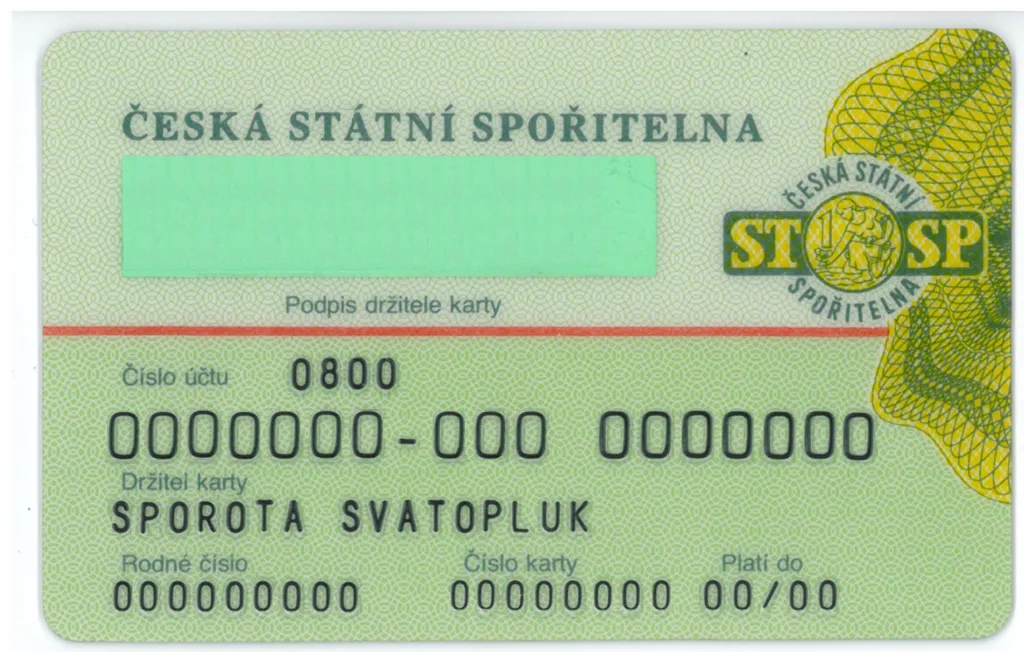 ČESKÁ STÁTNÍ SPOŘITELNA
ČESKÁ STÁTNÍ
ST SP
SPOŘITELNA
Podpis držitele karty
Číslo účtu 0800
0000000-000 0000000
Držitel karty
SPOROTA SVATOPLUK
Rodné číslo Číslo karty Platí do
000000000 00000000 00/00